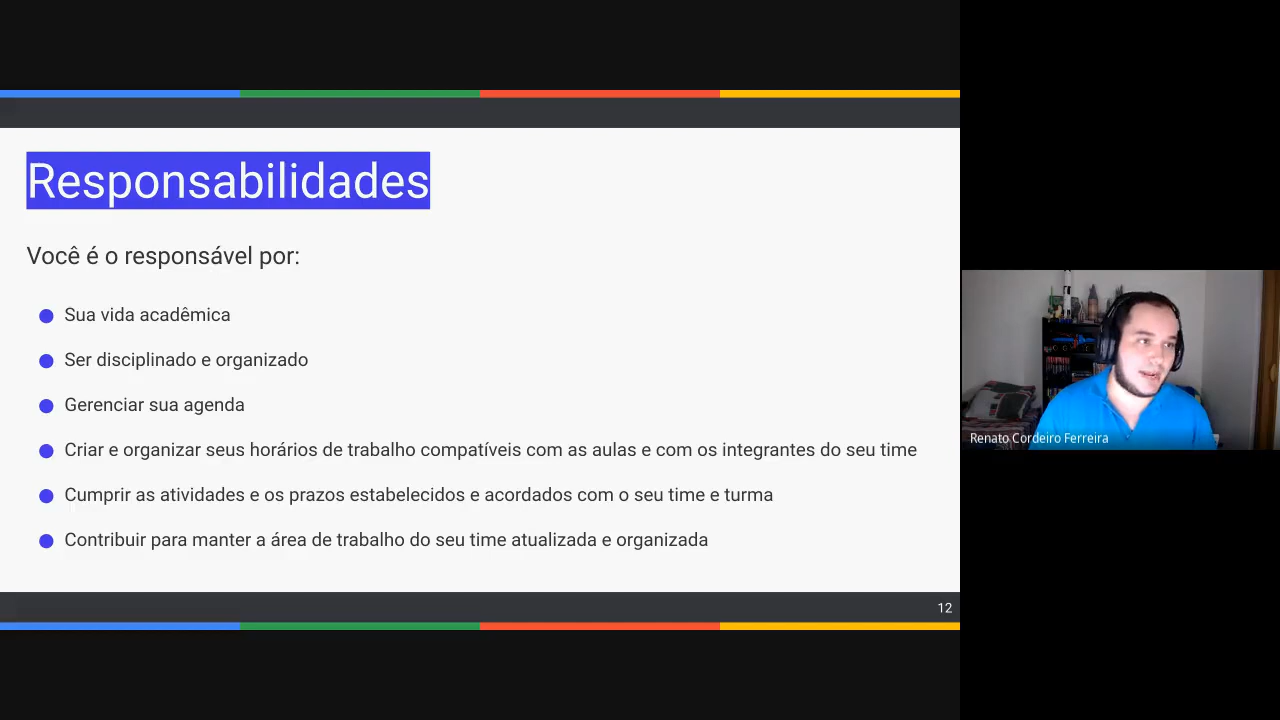 Responsabilidades
Você é o responsável por:
Sua vida acadêmica
Ser disciplinado e organizado
Gerenciar sua agenda
Criar e organizar seus horários de trabalho compatíveis com as aulas e com os integrantes do seu time
Cumprir as atividades e os prazos estabelecidos e acordados com o seu time e turma
Contribuir para manter a área de trabalho do seu time atualizada e organizada
12
Renato Cordeiro Ferreira